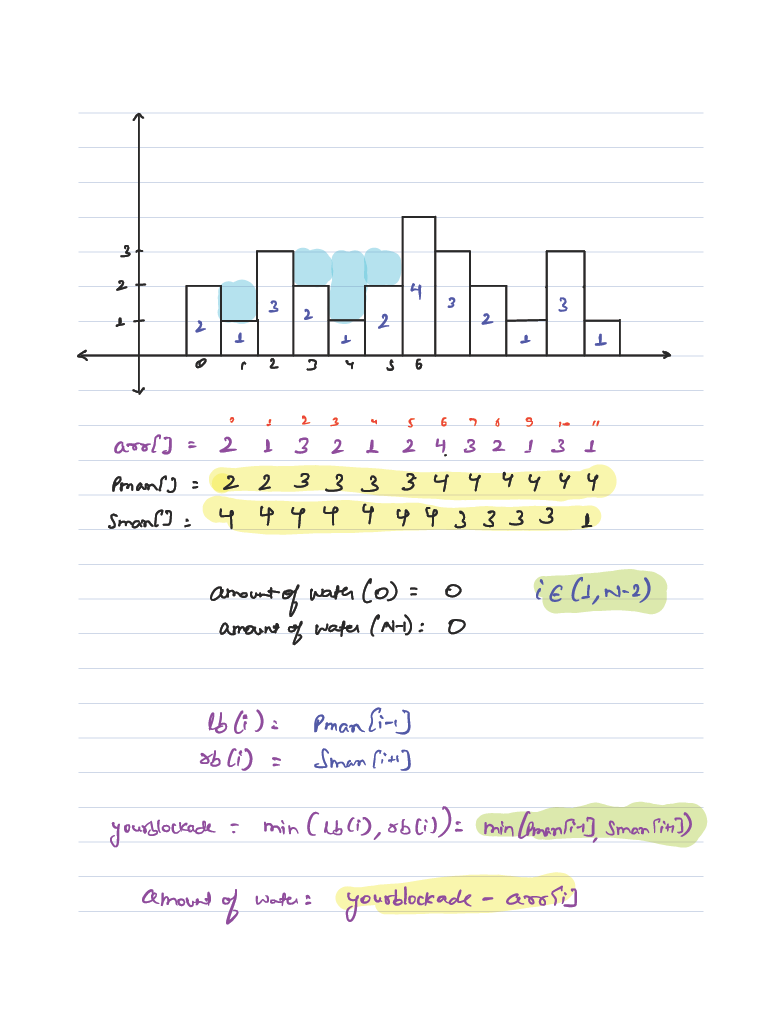 3
2
1
2 1 3 2 1 2 4 3 2 1 3 1
0 1 2 3 4 5 6
0 1 2 3 4 5 6 7 8 9 10 11
arr[] = 2 1 3 2 1 2 4 3 2 1 3 1
Pmax[] = 2 2 3 3 3 3 4 4 4 4 4 4
Smax[] = 4 4 4 4 4 4 4 3 3 3 3 1
amount of water (0) = 0 i ∈ (1, N-2)
amount of water (N-1) : 0
lb(i) = Pmax[i-1]
rb(i) = Smax[i+1]
yourblockade = min (lb(i), rb(i)) = min(Pmax[i-1], Smax[i+1])
Amount of water = yourblockade - arr[i]